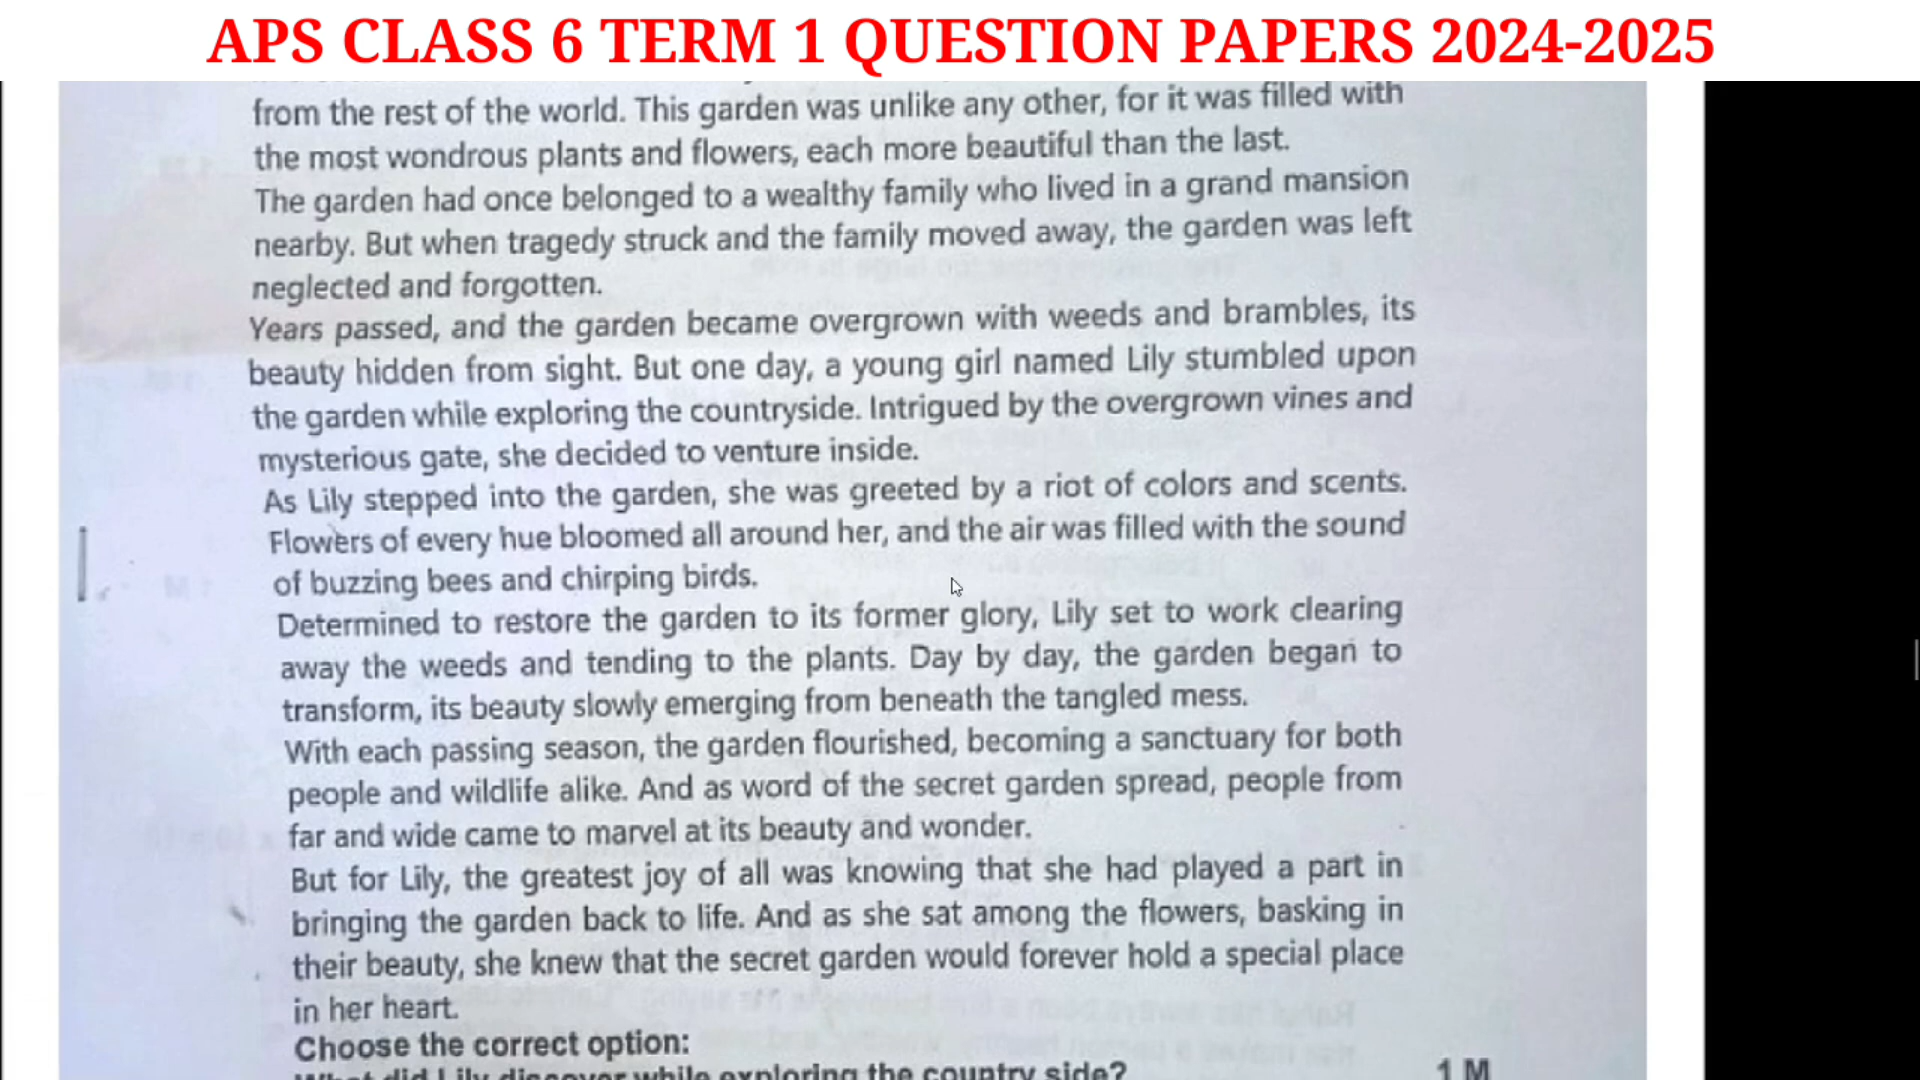 APS CLASS 6 TERM 1 QUESTION PAPERS 2024-2025
from the rest of the world. This garden was unlike any other, for it was filled with
the most wondrous plants and flowers, each more beautiful than the last.
The garden had once belonged to a wealthy family who lived in a grand mansion
nearby. But when tragedy struck and the family moved away, the garden was left
neglected and forgotten.
Years passed, and the garden became overgrown with weeds and brambles, its
beauty hidden from sight. But one day, a young girl named Lily stumbled upon
the garden while exploring the countryside. Intrigued by the overgrown vines and
mysterious gate, she decided to venture inside.
As Lily stepped into the garden, she was greeted by a riot of colors and scents.
Flowers of every hue bloomed all around her, and the air was filled with the sound
of buzzing bees and chirping birds.
Determined to restore the garden to its former glory, Lily set to work clearing
away the weeds and tending to the plants. Day by day, the garden began to
transform, its beauty slowly emerging from beneath the tangled mess.
With each passing season, the garden flourished, becoming a sanctuary for both
people and wildlife alike. And as word of the secret garden spread, people from
far and wide came to marvel at its beauty and wonder.
But for Lily, the greatest joy of all was knowing that she had played a part in
bringing the garden back to life. And as she sat among the flowers, basking in
their beauty, she knew that the secret garden would forever hold a special place
in her heart.
Choose the correct option:
What did Lily discover while exploring the country side? 1 M